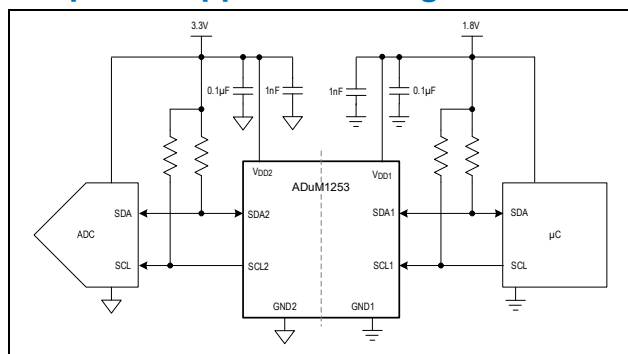 3.3V
1.8V
0.1µF
1nF
1nF
0.1µF
VDD2
VDD1
ADuM1253
ADC
SDA
SDA2
SDA1
SDA
µC
SCL
SCL2
SCL1
SCL
GND2
GND1